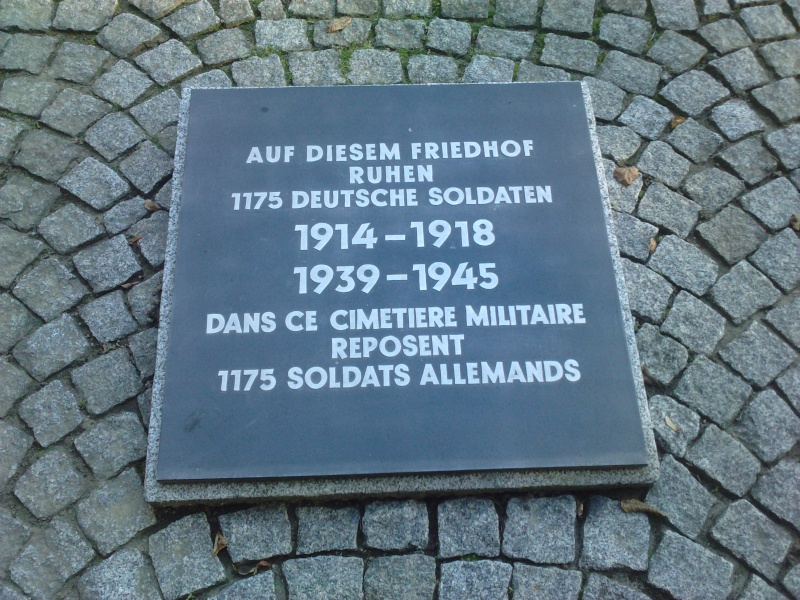 AUF DIESEM FRIEDHOF
RUHEN
1175 DEUTSCHE SOLDATEN
1914 – 1918
1939 – 1945
DANS CE CIMETIERE MILITAIRE
REPOSENT
1175 SOLDATS ALLEMANDS